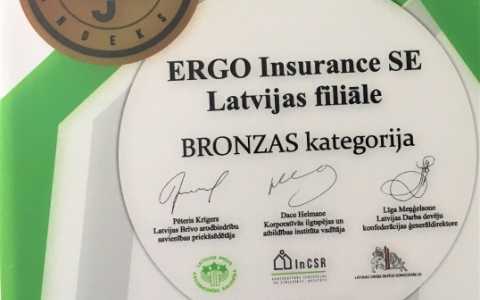 INDEKS
ERGO Insurance SE
Latvijas filiāle
BRONZAS kategorija
Pēteris Krīgers
Latvijas Brīvo arodbiedrību
savienības priekšsēdētājs
Dace Helmane
Korporatīvās ilgtspējas un
atbildības institūta vadītāja
Līga Meņģelsone
Latvijas Darba devēju
konfederācijas ģenerāldirektore
InCSR